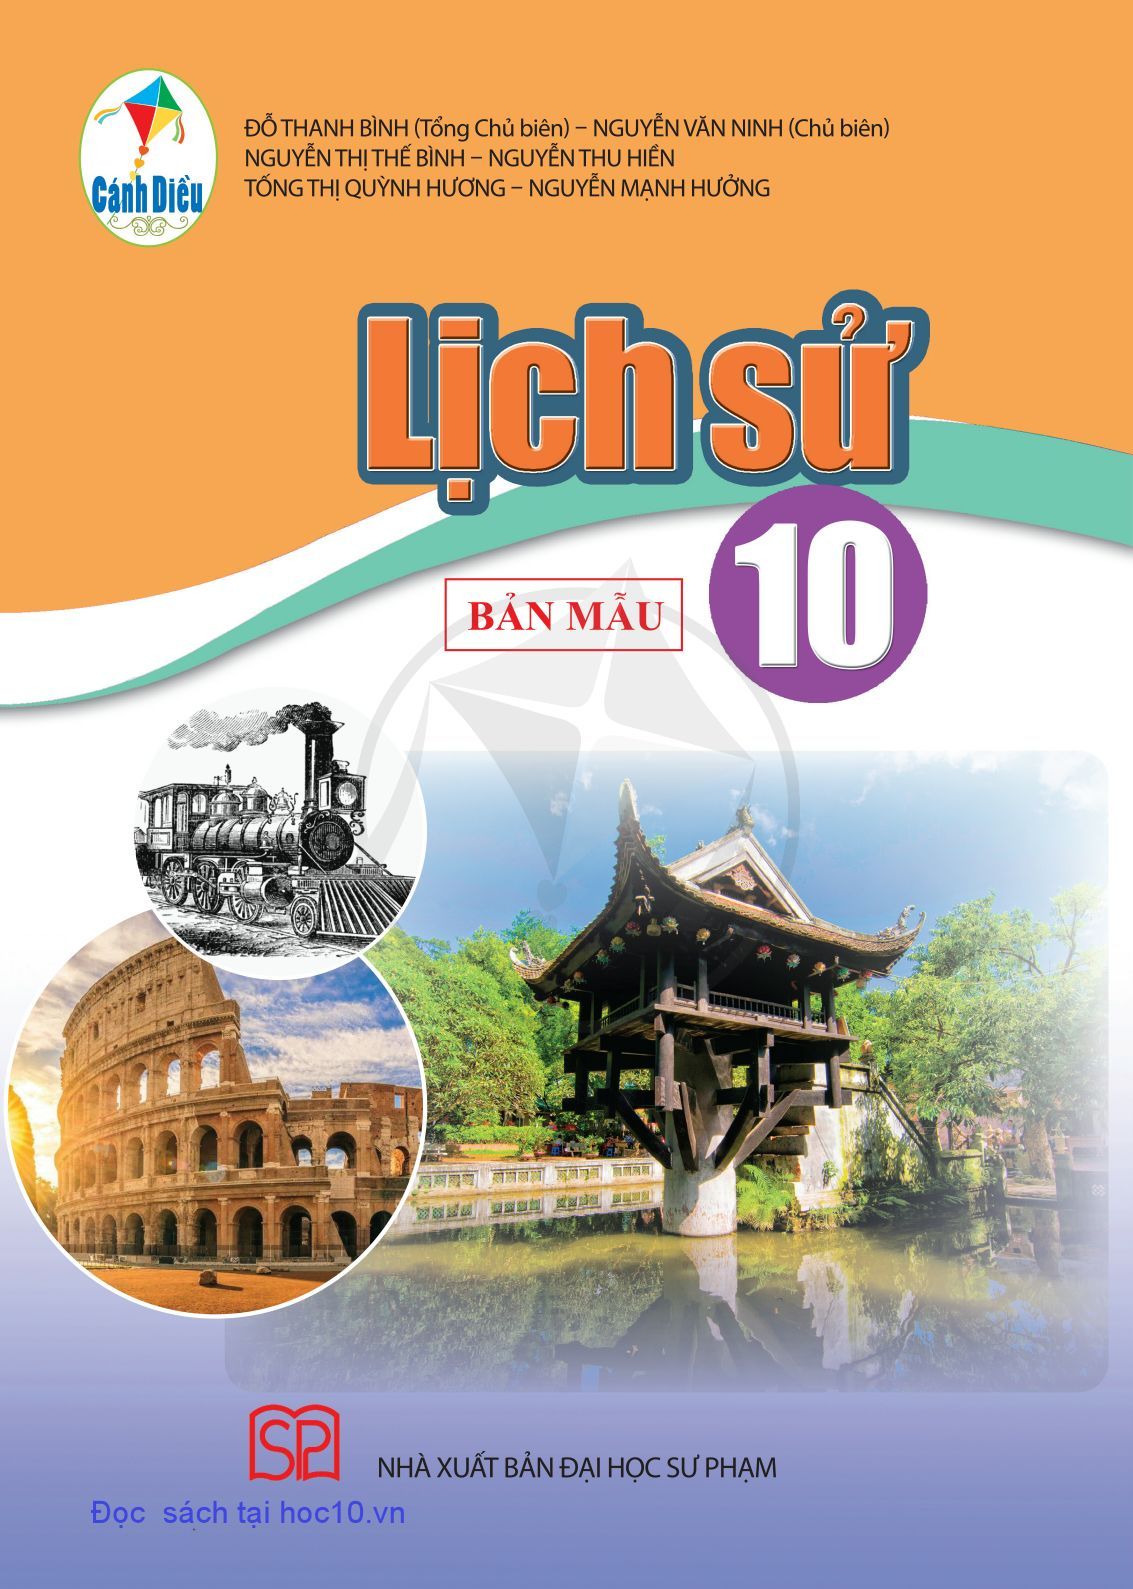 Cánh Diều
ĐỖ THANH BÌNH (Tổng Chủ biên) – NGUYỄN VĂN NINH (Chủ biên)
NGUYỄN THỊ THẾ BÌNH – NGUYỄN THU HIỀN
TỐNG THỊ QUỲNH HƯƠNG – NGUYỄN MẠNH HƯỞNG
Lịch sử
10
BẢN MẪU
SP
NHÀ XUẤT BẢN ĐẠI HỌC SƯ PHẠM
Đọc sách tại hoc10.vn